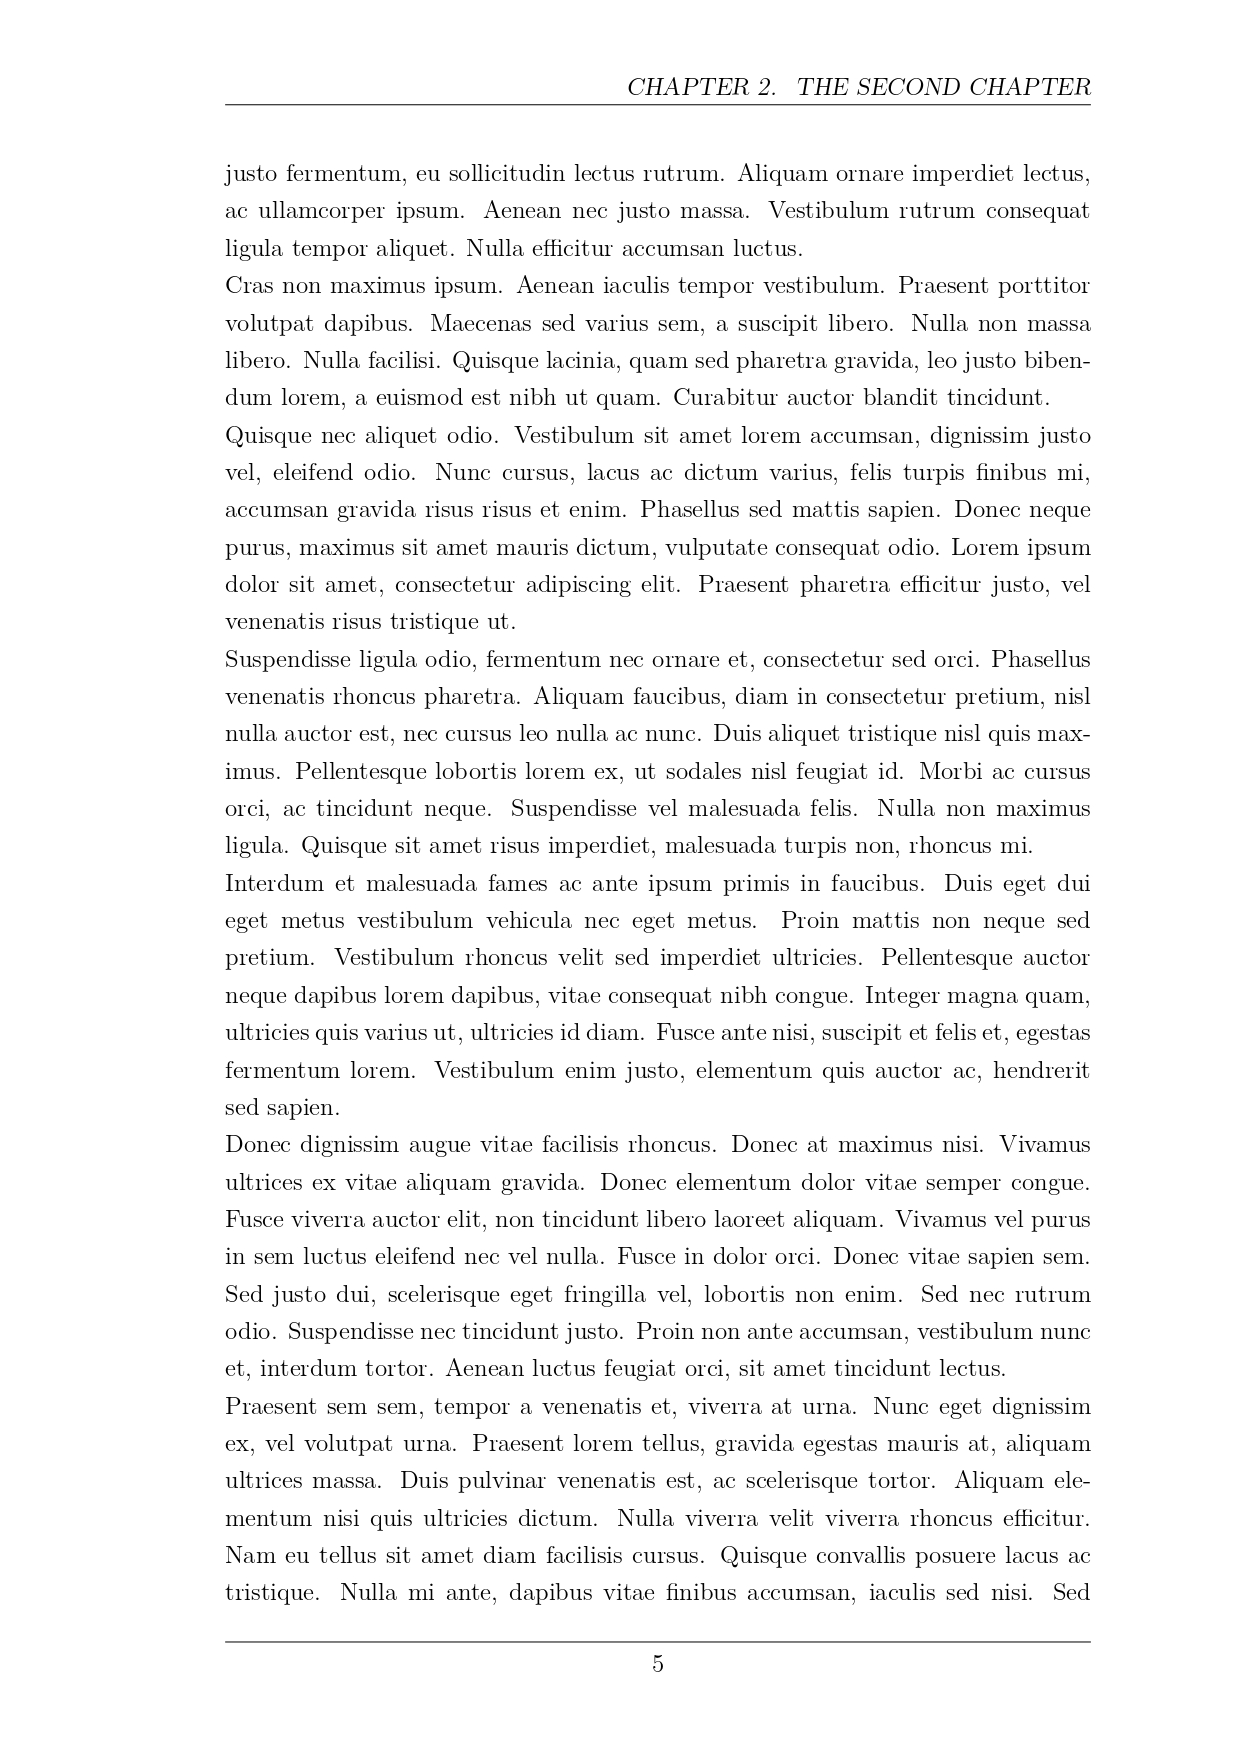 CHAPTER 2. THE SECOND CHAPTER
justo fermentum, eu sollicitudin lectus rutrum. Aliquam ornare imperdiet lectus,
ac ullamcorper ipsum. Aenean nec justo massa. Vestibulum rutrum consequat
ligula tempor aliquet. Nulla efficitur accumsan luctus.
Cras non maximus ipsum. Aenean iaculis tempor vestibulum. Praesent porttitor
volutpat dapibus. Maecenas sed varius sem, a suscipit libero. Nulla non massa
libero. Nulla facilisi. Quisque lacinia, quam sed pharetra gravida, leo justo biben-
dum lorem, a euismod est nibh ut quam. Curabitur auctor blandit tincidunt.
Quisque nec aliquet odio. Vestibulum sit amet lorem accumsan, dignissim justo
vel, eleifend odio. Nunc cursus, lacus ac dictum varius, felis turpis finibus mi,
accumsan gravida risus risus et enim. Phasellus sed mattis sapien. Donec neque
purus, maximus sit amet mauris dictum, vulputate consequat odio. Lorem ipsum
dolor sit amet, consectetur adipiscing elit. Praesent pharetra efficitur justo, vel
venenatis risus tristique ut.
Suspendisse ligula odio, fermentum nec ornare et, consectetur sed orci. Phasellus
venenatis rhoncus pharetra. Aliquam faucibus, diam in consectetur pretium, nisl
nulla auctor est, nec cursus leo nulla ac nunc. Duis aliquet tristique nisl quis max-
imus. Pellentesque lobortis lorem ex, ut sodales nisl feugiat id. Morbi ac cursus
orci, ac tincidunt neque. Suspendisse vel malesuada felis. Nulla non maximus
ligula. Quisque sit amet risus imperdiet, malesuada turpis non, rhoncus mi.
Interdum et malesuada fames ac ante ipsum primis in faucibus. Duis eget dui
eget metus vestibulum vehicula nec eget metus. Proin mattis non neque sed
pretium. Vestibulum rhoncus velit sed imperdiet ultricies. Pellentesque auctor
neque dapibus lorem dapibus, vitae consequat nibh congue. Integer magna quam,
ultricies quis varius ut, ultricies id diam. Fusce ante nisi, suscipit et felis et, egestas
fermentum lorem. Vestibulum enim justo, elementum quis auctor ac, hendrerit
sed sapien.
Donec dignissim augue vitae facilisis rhoncus. Donec at maximus nisi. Vivamus
ultrices ex vitae aliquam gravida. Donec elementum dolor vitae semper congue.
Fusce viverra auctor elit, non tincidunt libero laoreet aliquam. Vivamus vel purus
in sem luctus eleifend nec vel nulla. Fusce in dolor orci. Donec vitae sapien sem.
Sed justo dui, scelerisque eget fringilla vel, lobortis non enim. Sed nec rutrum
odio. Suspendisse nec tincidunt justo. Proin non ante accumsan, vestibulum nunc
et, interdum tortor. Aenean luctus feugiat orci, sit amet tincidunt lectus.
Praesent sem sem, tempor a venenatis et, viverra at urna. Nunc eget dignissim
ex, vel volutpat urna. Praesent lorem tellus, gravida egestas mauris at, aliquam
ultrices massa. Duis pulvinar venenatis est, ac scelerisque tortor. Aliquam ele-
mentum nisi quis ultricies dictum. Nulla viverra velit viverra rhoncus efficitur.
Nam eu tellus sit amet diam facilisis cursus. Quisque convallis posuere lacus ac
tristique. Nulla mi ante, dapibus vitae finibus accumsan, iaculis sed nisi. Sed
5